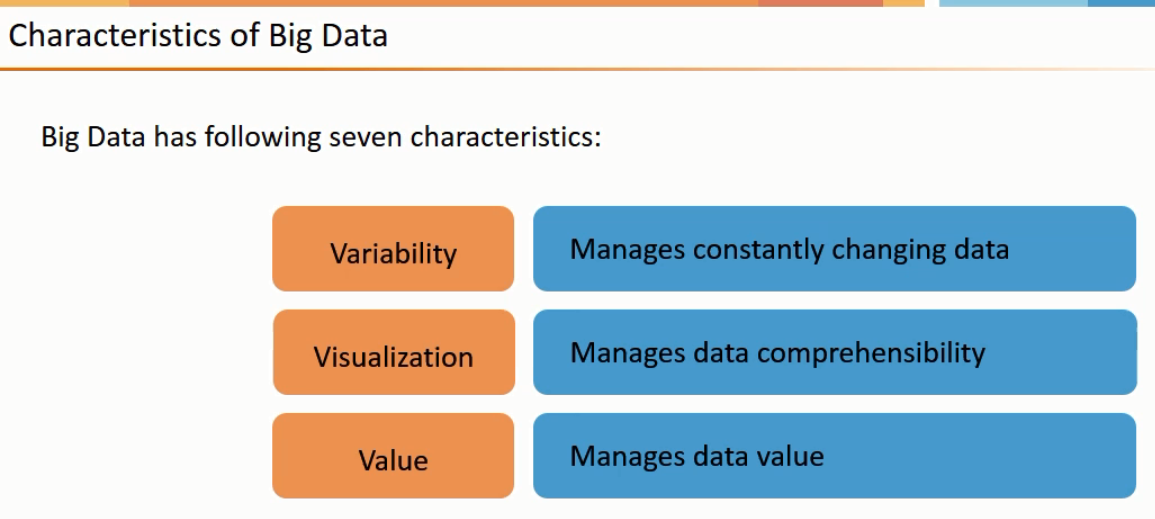 Characteristics of Big Data
Big Data has following seven characteristics:
Variability
Manages constantly changing data
Visualization
Manages data comprehensibility
Value
Manages data value